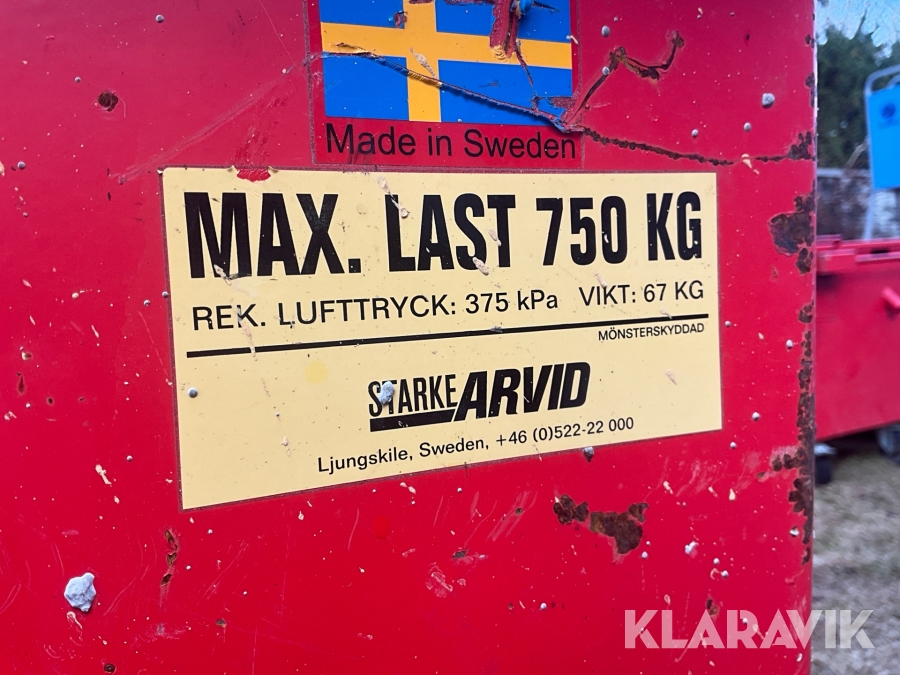 Made in Sweden
MAX. LAST 750 KG
REK. LUFTTRYCK: 375 kPa VIKT: 67 KG
MÖNSTERSKYDDAD
STARKE ARVID
Ljungskile, Sweden, +46 (0)522-22 000
KLARAVIK